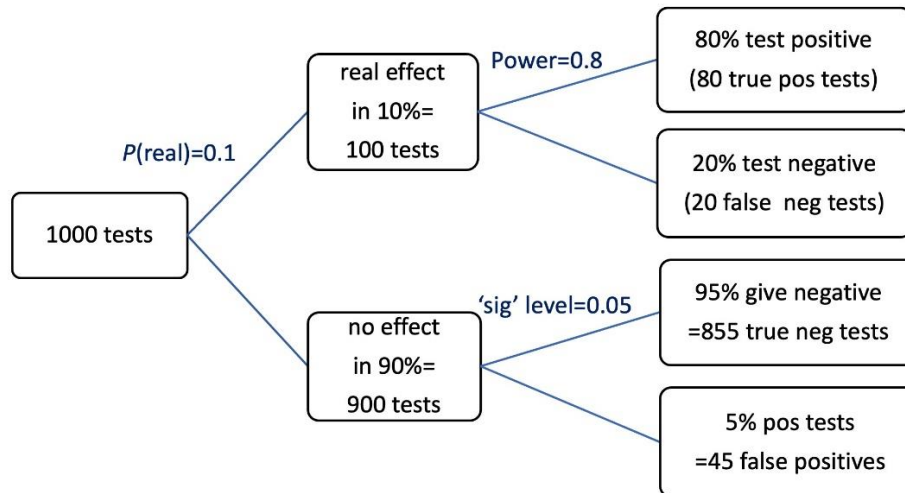 1000 tests
P(real)=0.1
real effect
in 10%=
100 tests
Power=0.8
80% test positive
(80 true pos tests)
20% test negative
(20 false  neg tests)
no effect
in 90%=
900 tests
‘sig’ level=0.05
95% give negative
=855 true neg tests
5% pos tests
=45 false positives